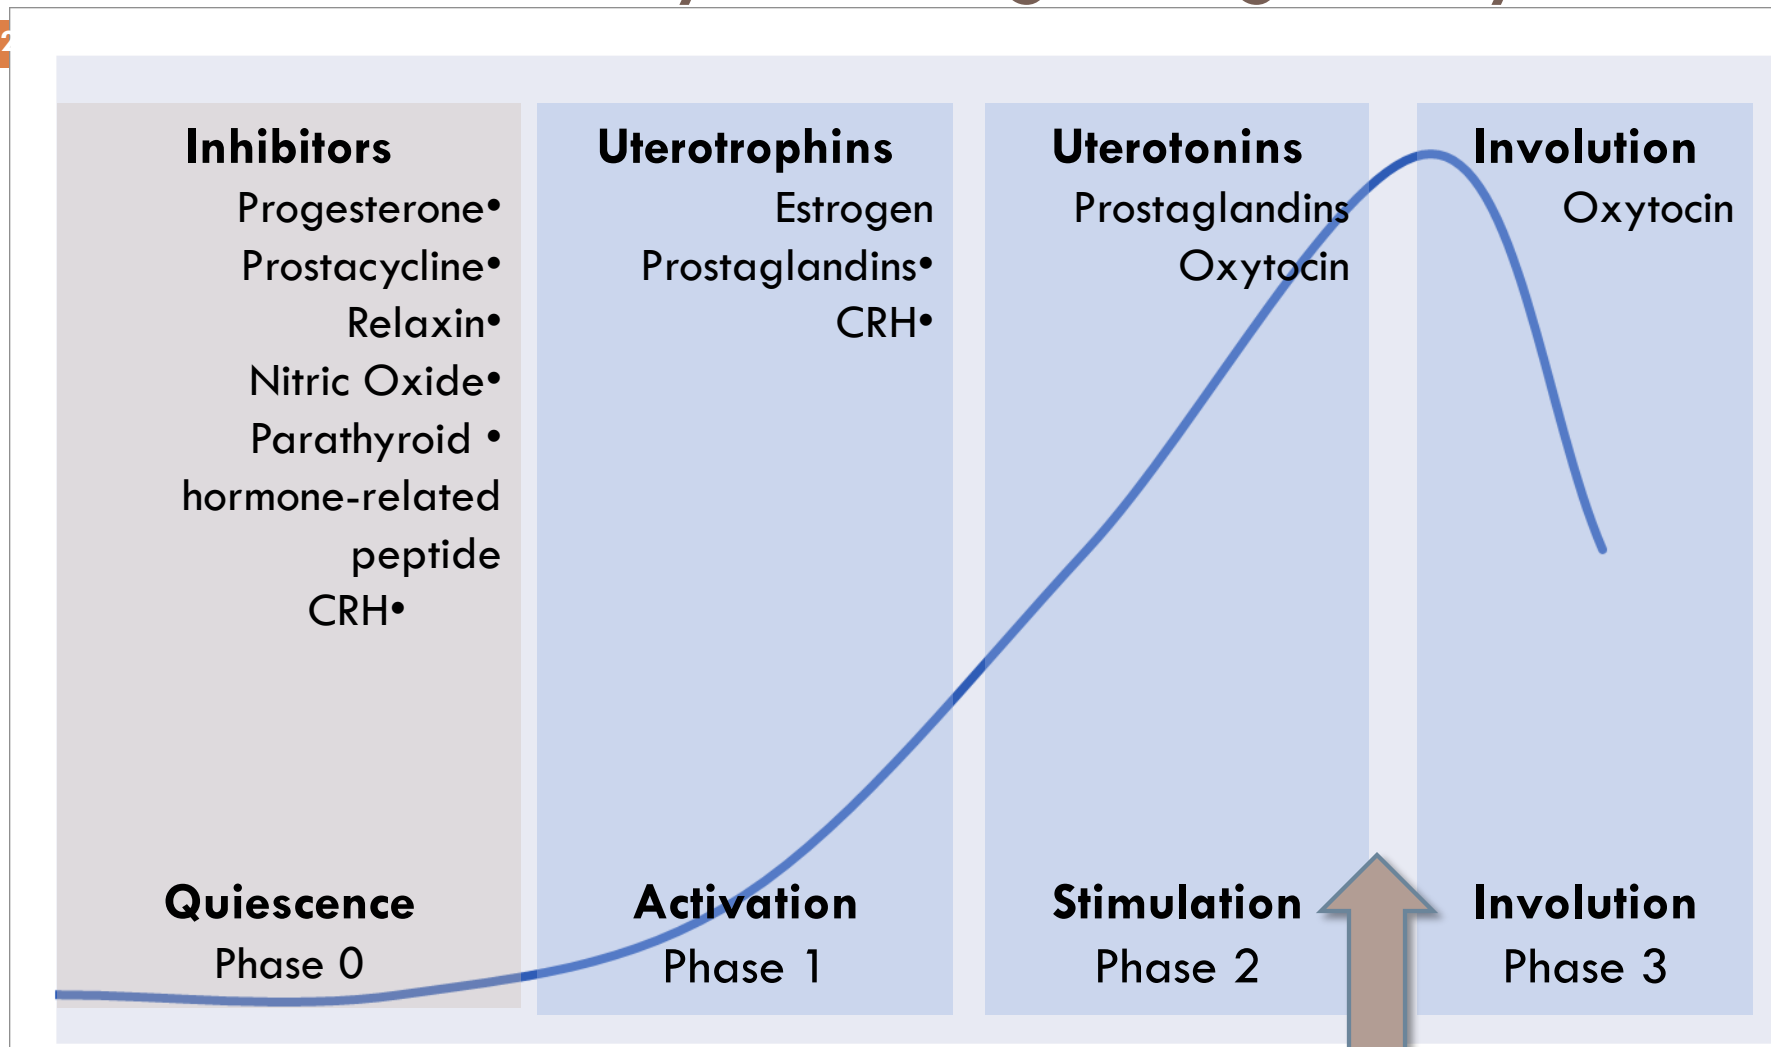 2
Inhibitors
Progesterone•
Prostacycline•
Relaxin•
Nitric Oxide•
Parathyroid •
hormone-related
peptide
CRH•
Quiescence
Phase 0
Uterotrophins
Estrogen
Prostaglandins•
CRH•
Activation
Phase 1
Uterotonins
Prostaglandins
Oxytocin
Stimulation
Phase 2
Involution
Oxytocin
Involution
Phase 3